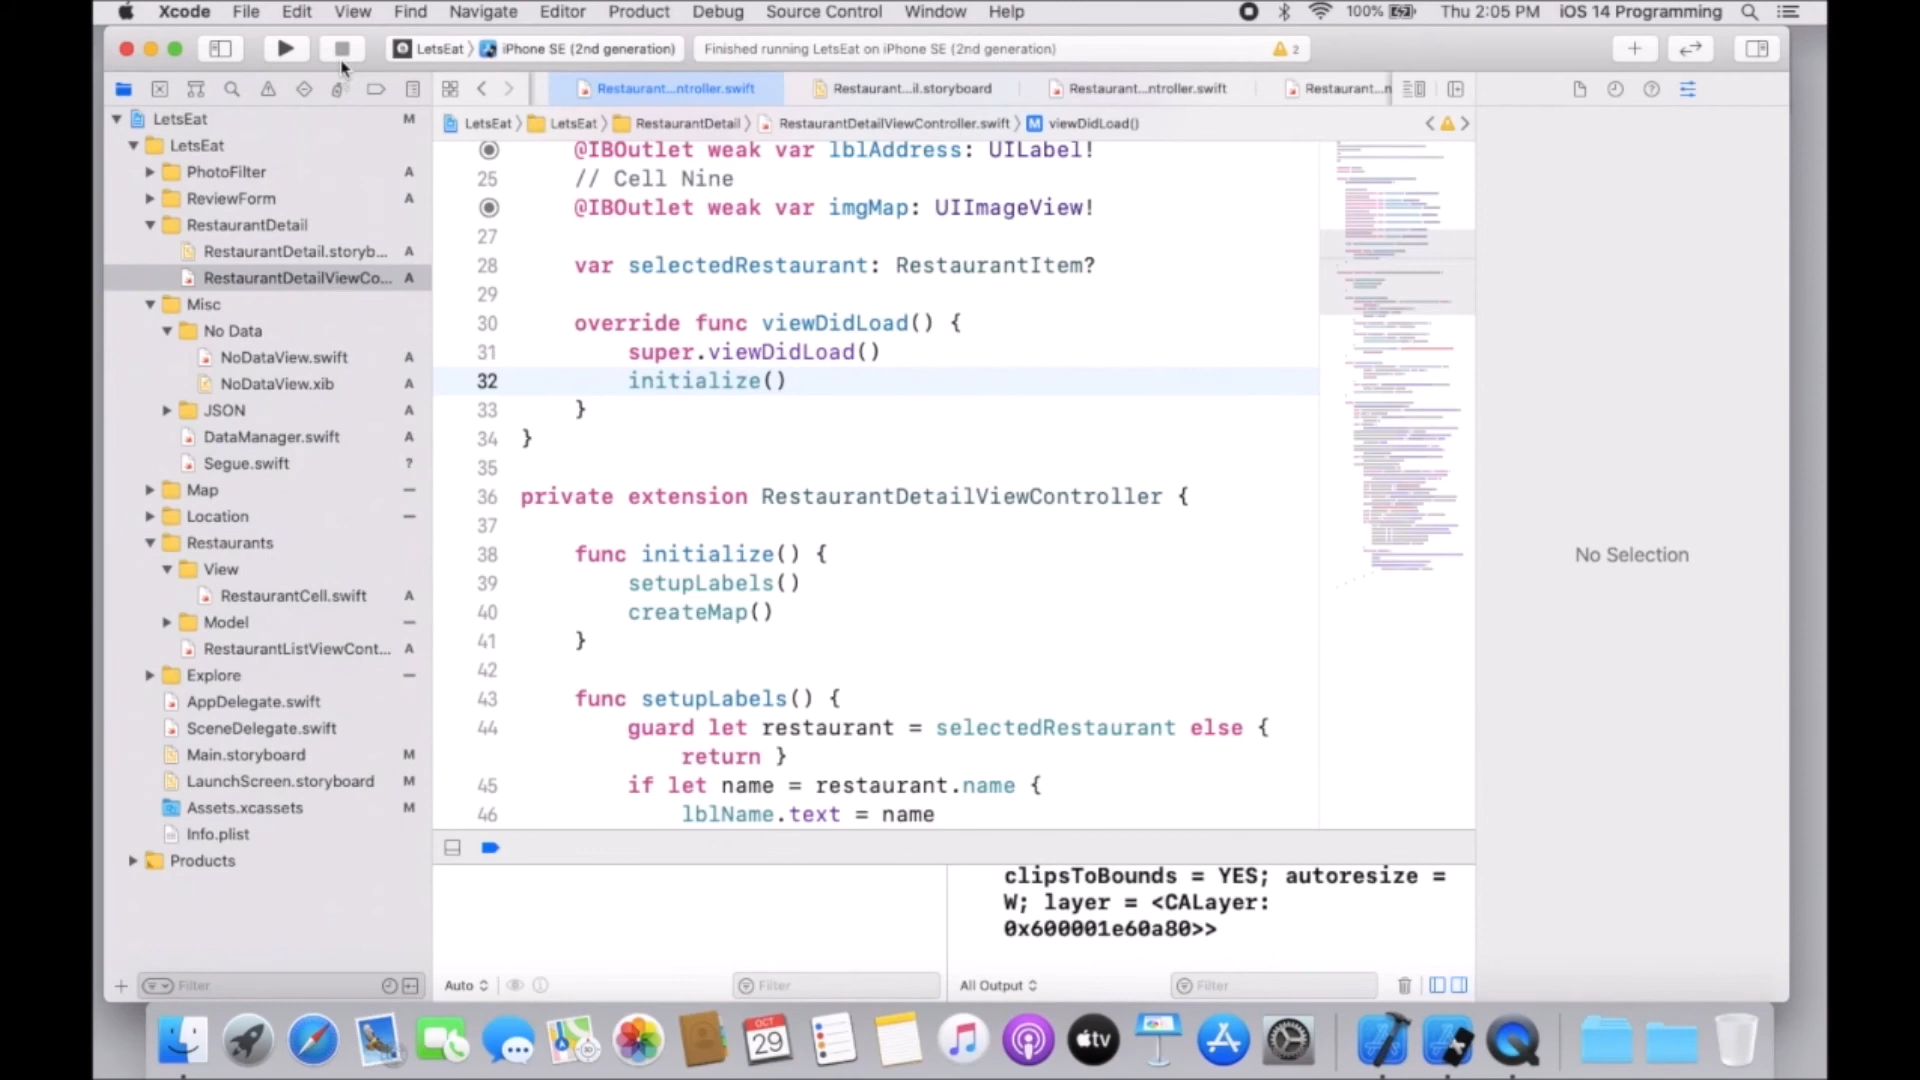 Xcode File Edit View Find Navigate Editor Product Debug Source Control Window Help 100% Thu 2:05 PM iOS 14 Programming
LetsEat iPhone SE (2nd generation) Finished running LetsEat on iPhone SE (2nd generation) 2
Restaurant...ntroller.swift Restaurant...il.storyboard Restaurant...ntroller.swift Restaurant...n
LetsEat LetsEat RestaurantDetail RestaurantDetailViewController.swift M viewDidLoad()
LetsEat M
LetsEat
PhotoFilter A
ReviewForm A
RestaurantDetail
RestaurantDetail.storyb... A
RestaurantDetailViewCo... A
Misc
No Data
NoDataView.swift A
NoDataView.xib A
JSON A
DataManager.swift A
Segue.swift ?
Map
Location
Restaurants
View
RestaurantCell.swift A
Model
RestaurantListViewCont... A
Explore
AppDelegate.swift
SceneDelegate.swift
Main.storyboard M
LaunchScreen.storyboard M
Assets.xcassets M
Info.plist
Products
Filter
@IBOutlet weak var lblAddress: UILabel!
25 // Cell Nine
@IBOutlet weak var imgMap: UIImageView!
27
28 var selectedRestaurant: RestaurantItem?
29
30 override func viewDidLoad() {
31 super.viewDidLoad()
32 initialize()
33 }
34 }
35
36 private extension RestaurantDetailViewController {
37
38 func initialize() {
39 setupLabels()
40 createMap()
41 }
42
43 func setupLabels() {
44 guard let restaurant = selectedRestaurant else {
return }
45 if let name = restaurant.name {
46 lblName.text = name
No Selection
clipsToBounds = YES; autoresize =
W; layer = <CALayer:
0x600001e60a80>>
Auto Filter All Output Filter
OCT
29
tv